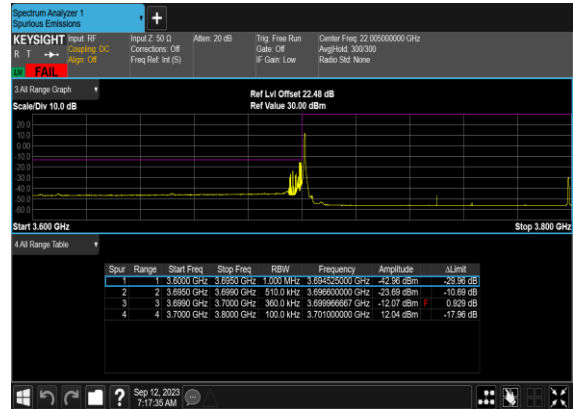 Spectrum Analyzer 1
Spurious Emissions
+
KEYSIGHT Input: RF Input Z: 50 Ω Atten: 20 dB Trig: Free Run Center Freq: 22.005000000 GHz
R T Coupling: DC Corrections: Off Gate: Off Avg|Hold: 300/300
Align: Off Freq Ref: Int (S) IF Gain: Low Radio Std: None
LW FAIL
3 All Range Graph
Ref Lvl Offset 22.48 dB
Scale/Div 10.0 dB Ref Value 30.00 dBm
20.0
10.0
0.00
-10.0
-20.0
-30.0
-40.0
-50.0
-60.0
Start 3.600 GHz Stop 3.800 GHz
4 All Range Table
Spur Range Start Freq Stop Freq RBW Frequency Amplitude ΔLimit
1 1 3.6000 GHz 3.6950 GHz 1.000 MHz 3.694525000 GHz -42.96 dBm -29.96 dB
2 2 3.6950 GHz 3.6990 GHz 510.0 kHz 3.696600000 GHz -23.69 dBm -10.69 dB
3 3 3.6990 GHz 3.7000 GHz 360.0 kHz 3.699966667 GHz -12.07 dBm F 0.929 dB
4 4 3.7000 GHz 3.8000 GHz 100.0 kHz 3.701000000 GHz 12.04 dBm -17.96 dB
? Sep 12, 2023
7:17:35 AM